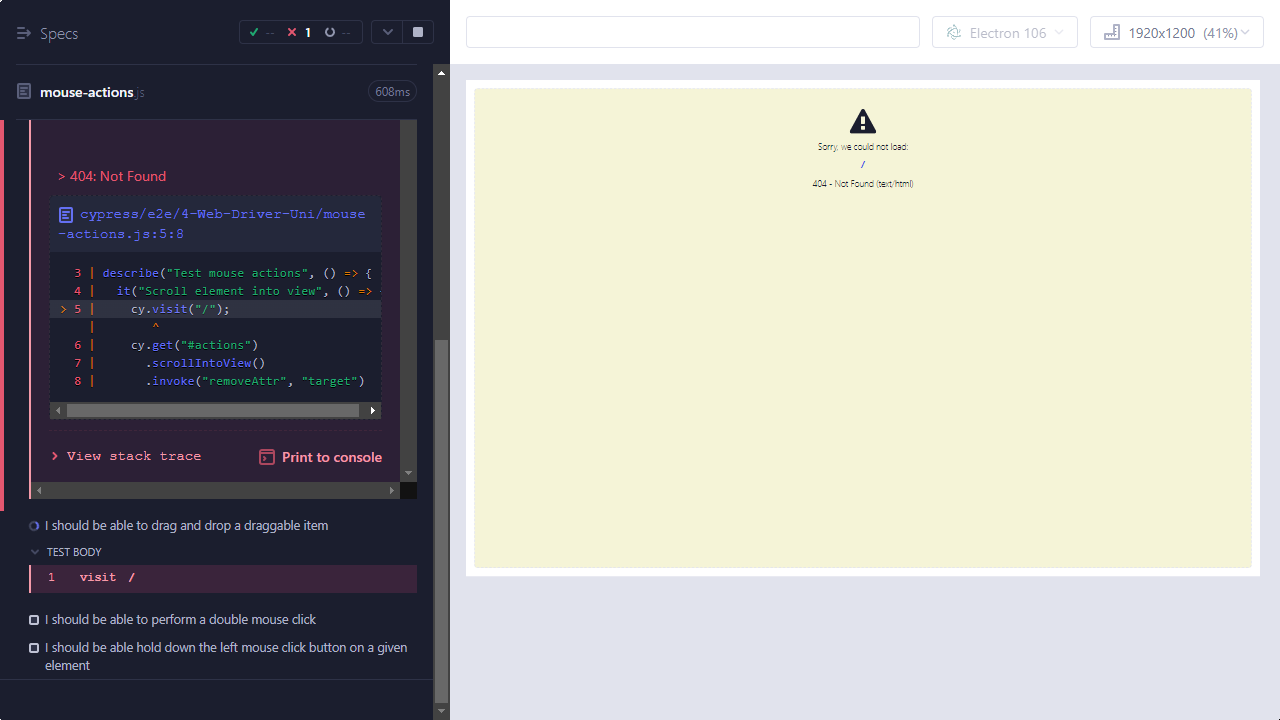 Specs
-- 1 --
Electron 106
1920x1200 (41%)
mouse-actions.js
608ms
> 404: Not Found
cypress/e2e/4-Web-Driver-Uni/mouse
-actions.js:5:8
3 | describe("Test mouse actions", () => {
4 | it("Scroll element into view", () =>
> 5 | cy.visit("/");
| ^
6 | cy.get("#actions")
7 | .scrollIntoView()
8 | .invoke("removeAttr", "target")
> View stack trace
Print to console
I should be able to drag and drop a draggable item
TEST BODY
1 visit /
I should be able to perform a double mouse click
I should be able hold down the left mouse click button on a given
element
Sorry, we could not load:
/
404 - Not Found (text/html)